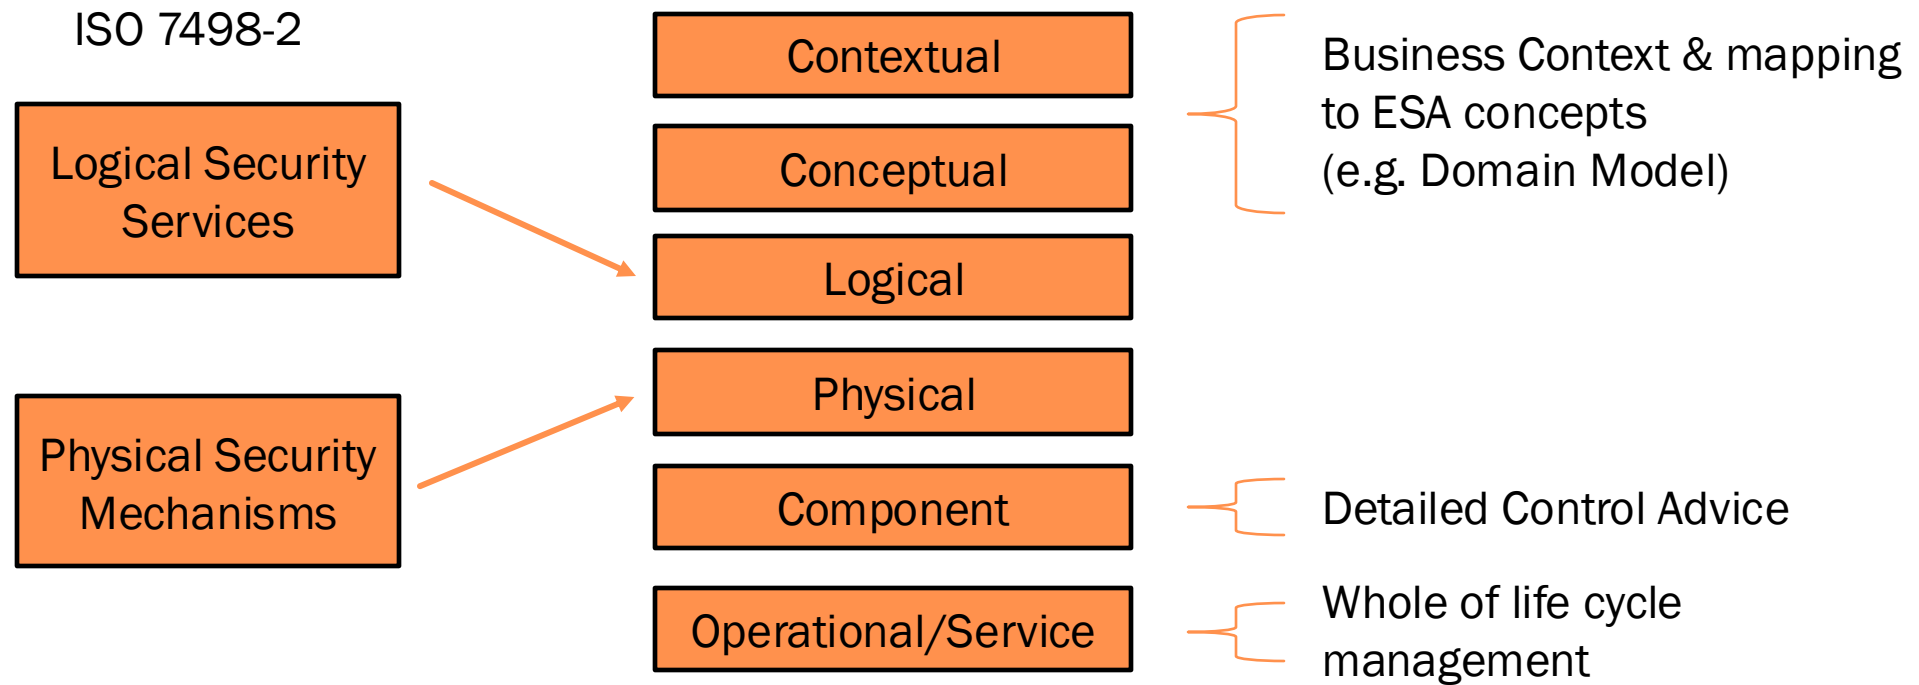 ISO 7498-2
Logical Security
Services
Physical Security
Mechanisms
Contextual
Conceptual
Logical
Physical
Component
Operational/Service
Business Context & mapping
to ESA concepts
(e.g. Domain Model)
Detailed Control Advice
Whole of life cycle
management